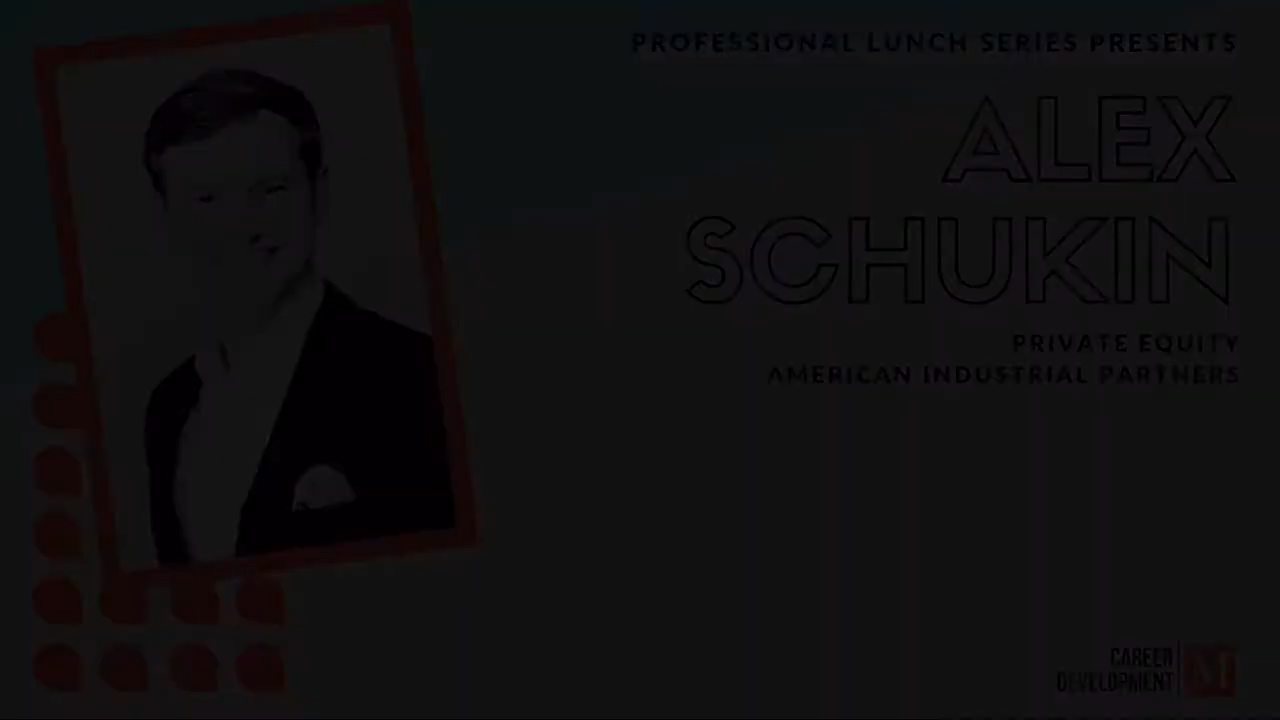 PROFESSIONAL LUNCH SERIES PRESENTS
ALEX
SCHUKIN
PRIVATE EQUITY
AMERICAN INDUSTRIAL PARTNERS
CAREER
DEVELOPMENT
M